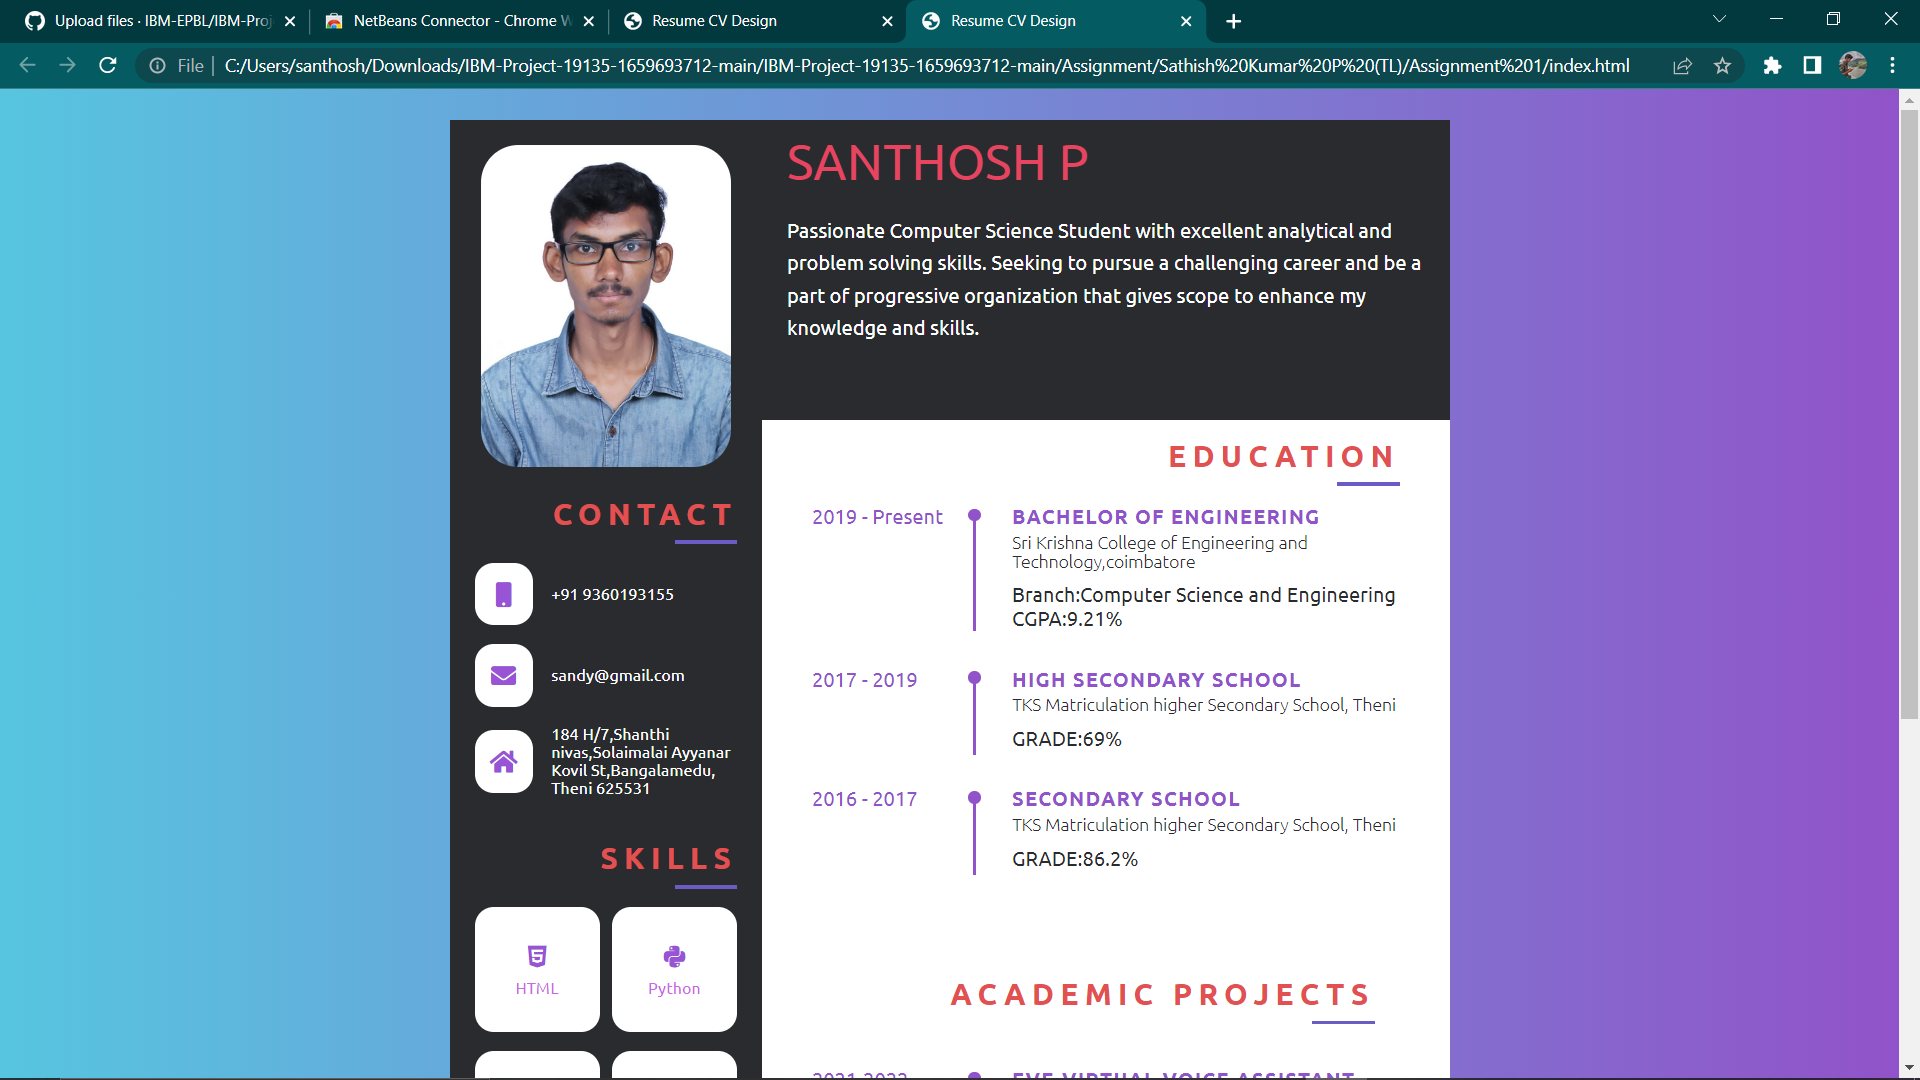 Upload files · IBM-EPBL/IBM-Proj
NetBeans Connector - Chrome W
Resume CV Design
Resume CV Design
File
C:/Users/santhosh/Downloads/IBM-Project-19135-1659693712-main/IBM-Project-19135-1659693712-main/Assignment/Sathish%20Kumar%20P%20(TL)/Assignment%201/index.html
SANTHOSH P
Passionate Computer Science Student with excellent analytical and
problem solving skills. Seeking to pursue a challenging career and be a
part of progressive organization that gives scope to enhance my
knowledge and skills.
CONTACT
+91 9360193155
sandy@gmail.com
184 H/7,Shanthi
nivas,Solaimalai Ayyanar
Kovil St,Bangalamedu,
Theni 625531
SKILLS
HTML
Python
EDUCATION
2019 - Present
BACHELOR OF ENGINEERING
Sri Krishna College of Engineering and
Technology,coimbatore
Branch:Computer Science and Engineering
CGPA:9.21%
2017 - 2019
HIGH SECONDARY SCHOOL
TKS Matriculation higher Secondary School, Theni
GRADE:69%
2016 - 2017
SECONDARY SCHOOL
TKS Matriculation higher Secondary School, Theni
GRADE:86.2%
ACADEMIC PROJECTS
2021-2022
EVE-VIRTUAL VOICE ASSISTANT